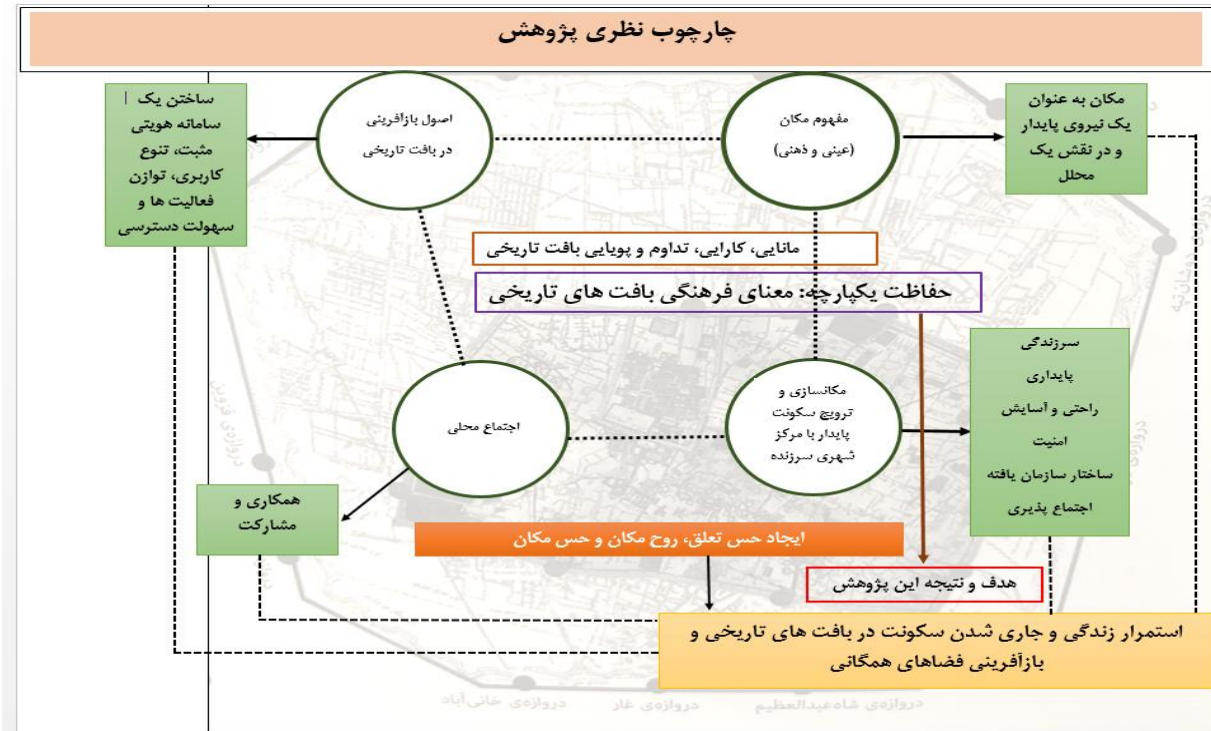 چارچوب نظری پژوهش
مکان به عنوان
یک نیروی پایدار
و در نقش یک
محلل
مفهوم مکان
(عینی و ذهنی)
اصول بازآفرینی
در بافت تاریخی
ساختن یک
سامانه هویتی
مثبت، تنوع
کاربری، توازن
فعالیت ها و
سهولت دسترسی
مانایی، کارایی، تداوم و پویایی بافت تاریخی
حفاظت یکپارچه: معنای فرهنگی بافت های تاریخی
سرزندگی
پایداری
راحتی و آسایش
امنیت
ساختار سازمان یافته
اجتماع پذیری
مکانسازی و
ترویج سکونت
پایدار با مرکز
شهری سرزنده
اجتماع محلی
همکاری و
مشارکت
ایجاد حس تعلق، روح مکان و حس مکان
هدف و نتیجه این پژوهش
استمرار زندگی و جاری شدن سکونت در بافت های تاریخی و
بازآفرینی فضاهای همگانی
دروازه‌ی قزوین
دروازه‌ی شاه‌عبدالعظیم
دروازه‌ی غار
دروازه‌ی خانی‌آباد